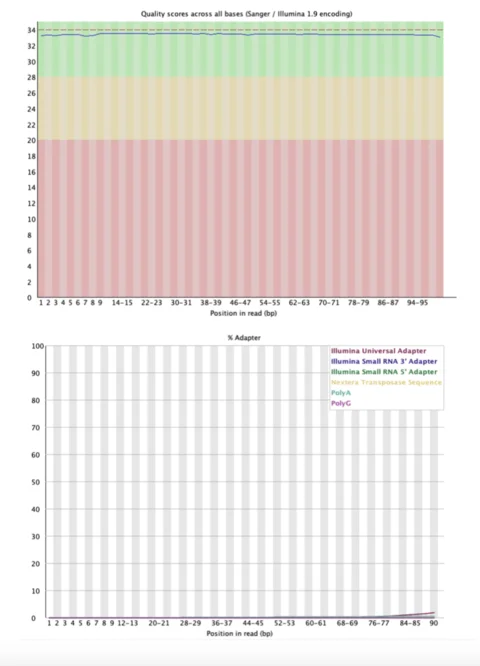 Quality scores across all bases (Sanger / Illumina 1.9 encoding)
34
32
30
28
26
24
22
20
18
16
14
12
10
8
6
4
2
0
1 2 3 4 5 6 7 8 9 14-15 22-23 30-31 38-39 46-47 54-55 62-63 70-71 78-79 86-87 94-95
Position in read (bp)
% Adapter
100
90
80
70
60
50
40
30
20
10
0
Illumina Universal Adapter
Illumina Small RNA 3' Adapter
Illumina Small RNA 5' Adapter
Nextera Transposase Sequence
PolyA
PolyG
1 2 3 4 5 6 7 8 9 12-13 20-21 28-29 36-37 44-45 52-53 60-61 68-69 76-77 84-85 90
Position in read (bp)